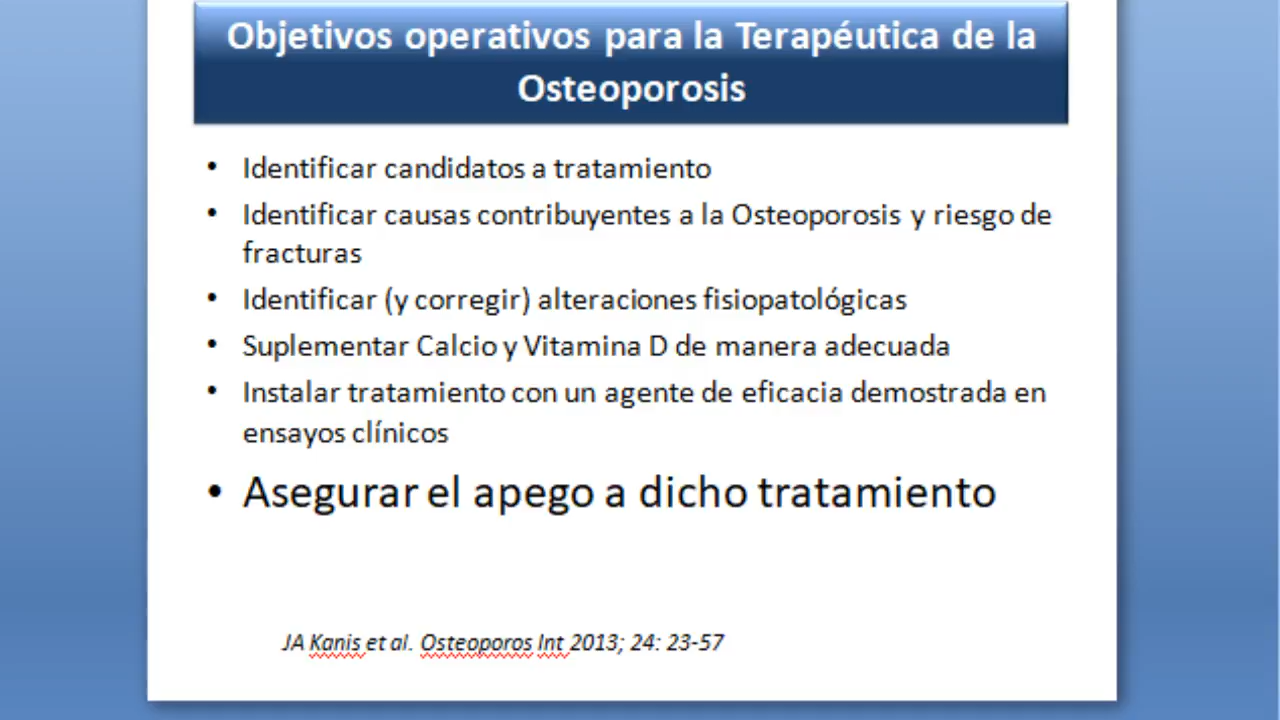 Objetivos operativos para la Terapéutica de la
Osteoporosis
• Identificar candidatos a tratamiento
• Identificar causas contribuyentes a la Osteoporosis y riesgo de
fracturas
• Identificar (y corregir) alteraciones fisiopatológicas
• Suplementar Calcio y Vitamina D de manera adecuada
• Instalar tratamiento con un agente de eficacia demostrada en
ensayos clínicos
• Asegurar el apego a dicho tratamiento
JA Kanis et al. Osteoporos Int 2013; 24: 23-57